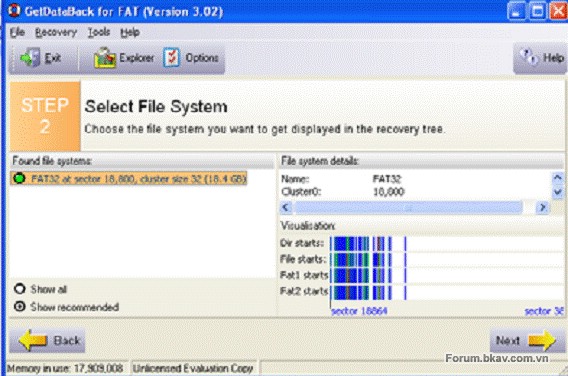 GetDataBack for FAT (Version 3.02)
File Recovery Tools Help
Exit Explorer Options Help
STEP 2
Select File System
Choose the file system you want to get displayed in the recovery tree.
Found file systems:
FAT32 at sector 18,800, cluster size 32 (18.4 GB)
Show all
Show recommended
File system details:
Name: FAT32
Cluster0: 18,800
Visualisation:
Dir starts:
File starts:
Fat1 starts
Fat2 starts
sector 18864 sector 38
Back Next
Forum.bkav.com.vn
Memory in use: 17,909,008 Unlicensed Evaluation Copy